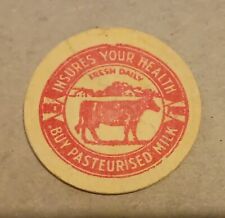 INSURES YOUR HEALTH
FRESH DAILY
BUY PASTEURISED MILK